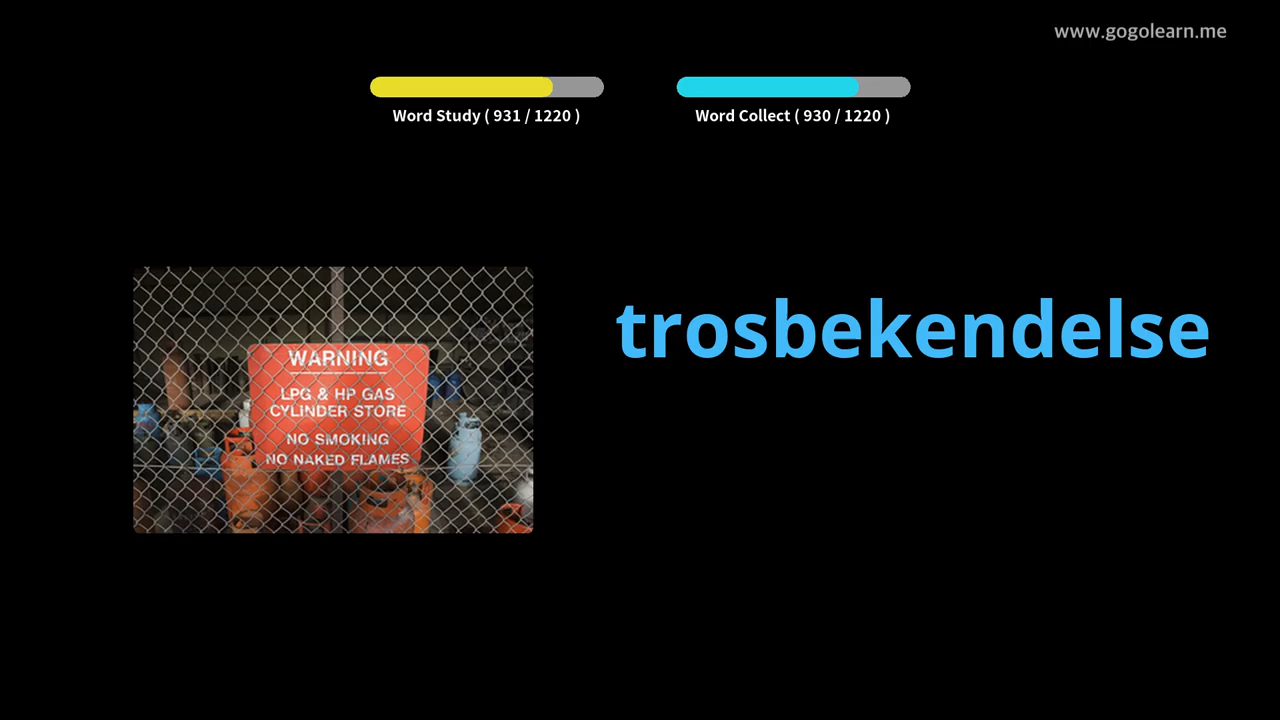 www.gogolearn.me
Word Study ( 931 / 1220 )
Word Collect ( 930 / 1220 )
trosbekendelse
WARNING
LPG & HP GAS
CYLINDER STORE
NO SMOKING
NO NAKED FLAMES